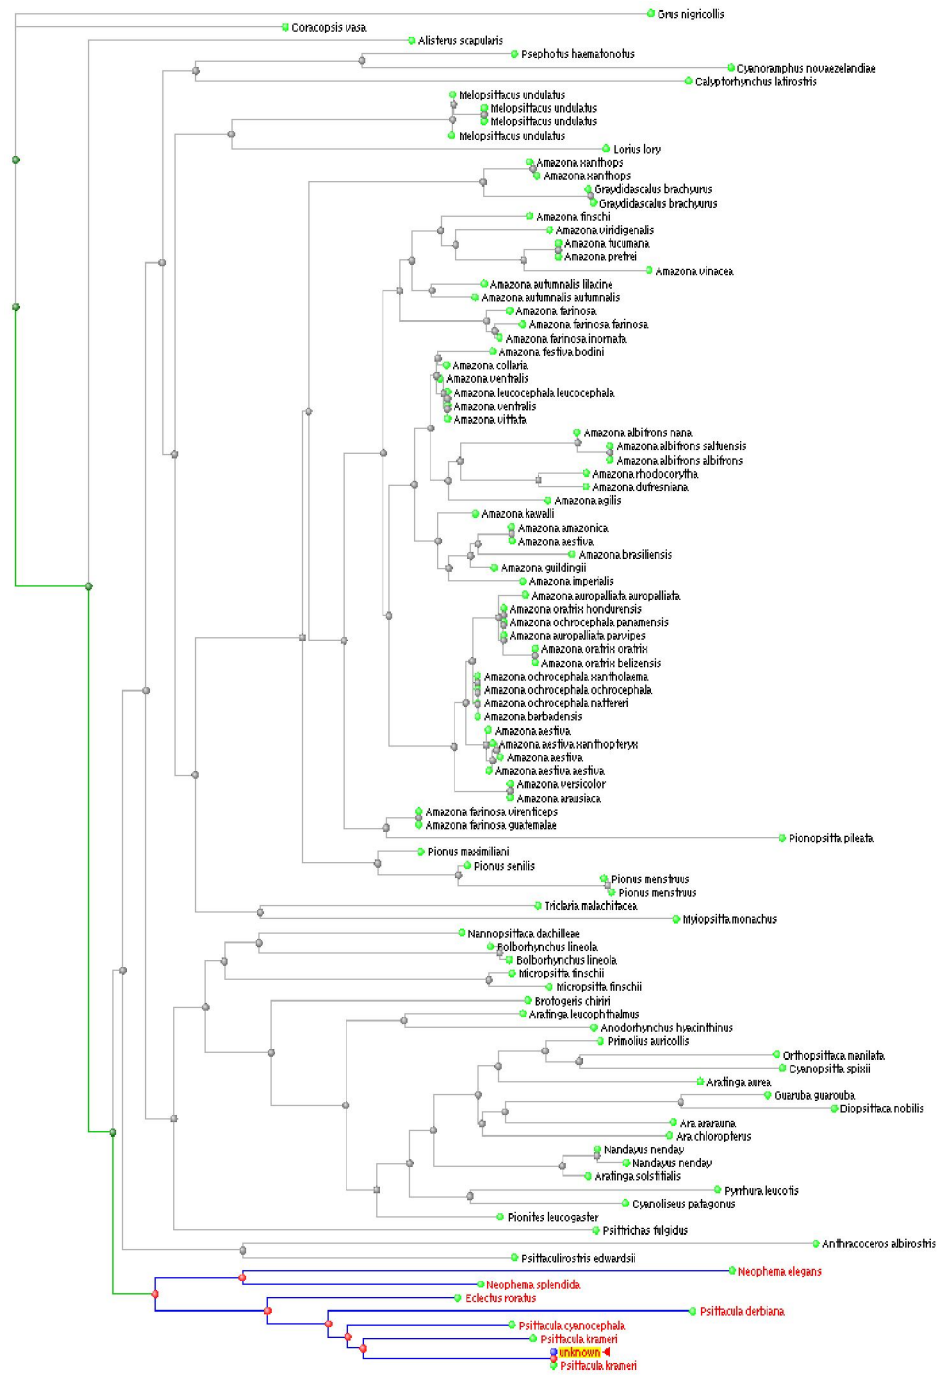 Grus nigricollis
Coracopsis vasa
Alisterus scapularis
Psephotus haematonotus
Cyanoramphus novaezelandiae
Calyptorhynchus latirostris
Melopsittacus undulatus
Melopsittacus undulatus
Melopsittacus undulatus
Melopsittacus undulatus
Lorius lory
Amazona xanthops
Amazona xanthops
Graydidascalus brachyurus
Graydidascalus brachyurus
Amazona finschi
Amazona viridigenalis
Amazona tucumana
Amazona pretrei
Amazona vinacea
Amazona autumnalis lilacine
Amazona autumnalis autumnalis
Amazona farinosa
Amazona farinosa farinosa
Amazona farinosa inornata
Amazona festiva bodini
Amazona collaria
Amazona ventralis
Amazona leucocephala leucocephala
Amazona ventralis
Amazona vittata
Amazona albifrons nana
Amazona albifrons saltuensis
Amazona albifrons albifrons
Amazona rhodocorytha
Amazona dufresniana
Amazona agilis
Amazona kawalli
Amazona amazonica
Amazona aestiva
Amazona brasiliensis
Amazona guildingii
Amazona imperialis
Amazona auropalliata auropalliata
Amazona oratrix hondurensis
Amazona ochrocephala panamensis
Amazona auropalliata parvipes
Amazona oratrix oratrix
Amazona oratrix belizensis
Amazona ochrocephala xantholaema
Amazona ochrocephala ochrocephala
Amazona ochrocephala nattereri
Amazona barbadensis
Amazona aestiva
Amazona aestiva xanthopteryx
Amazona aestiva
Amazona aestiva aestiva
Amazona versicolor
Amazona arausiaca
Amazona farinosa virenticeps
Amazona farinosa guatemalae
Pionopsitta pileata
Pionus maximiliani
Pionus senilis
Pionus menstruus
Pionus menstruus
Triclaria malachitacea
Myiopsitta monachus
Nannopsittaca dachilleae
Bolborhynchus lineola
Bolborhynchus lineola
Micropsitta finschii
Micropsitta finschii
Brotogeris chiriri
Aratinga leucophthalmus
Anodorhynchus hyacinthinus
Primolius auricollis
Orthopsittaca manilata
Cyanopsitta spixii
Aratinga aurea
Guaruba guarouba
Diopsittaca nobilis
Ara ararauna
Ara chloropterus
Nandayus nenday
Nandayus nenday
Aratinga solstitialis
Pyrrhura leucotis
Cyanoliseus patagonus
Pionites leucogaster
Psittrichas fulgidus
Anthracoceros albirostris
Psittaculirostris edwardsii
Neophema elegans
Neophema splendida
Eclectus roratus
Psittacula derbiana
Psittacula cyanocephala
Psittacula krameri
unknown
Psittacula krameri